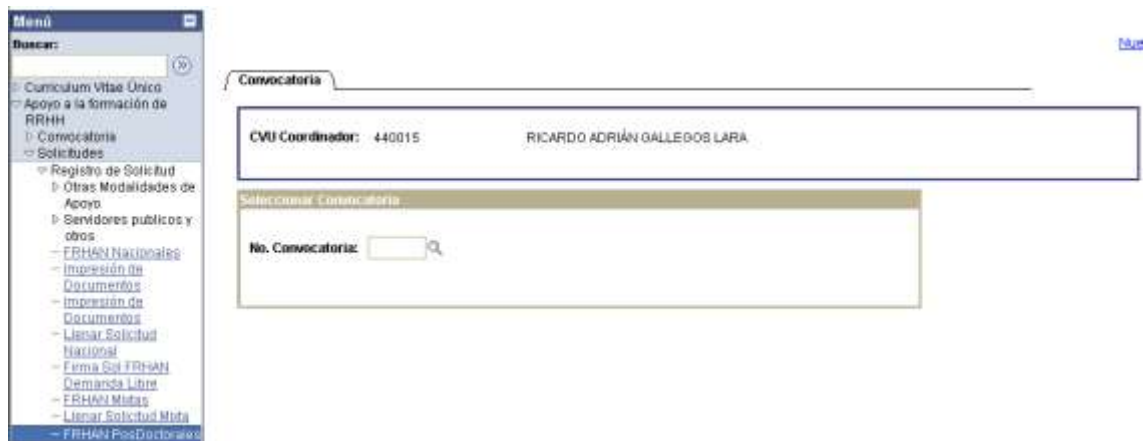 Menú
Buscar:
Curriculum Vitae Único
Apoyo a la formación de
RRHH
Convocatoria
Solicitudes
Registro de Solicitud
Otras Modalidades de
Apoyo
Servidores publicos y
otros
FRHAN Nacionales
Impresión de
Documentos
Impresión de
Documentos
Llenar Solicitud
Nacional
Firma Sol FRHAN
Demanda Libre
FRHAN Mixtas
Llenar Solicitud Mixta
FRHAN PosDoctorales
Nue
Convocatoria
CVU Coordinador: 440015 RICARDO ADRIÁN GALLEGOS LARA
Seleccionar Convocatoria
No. Convocatoria: